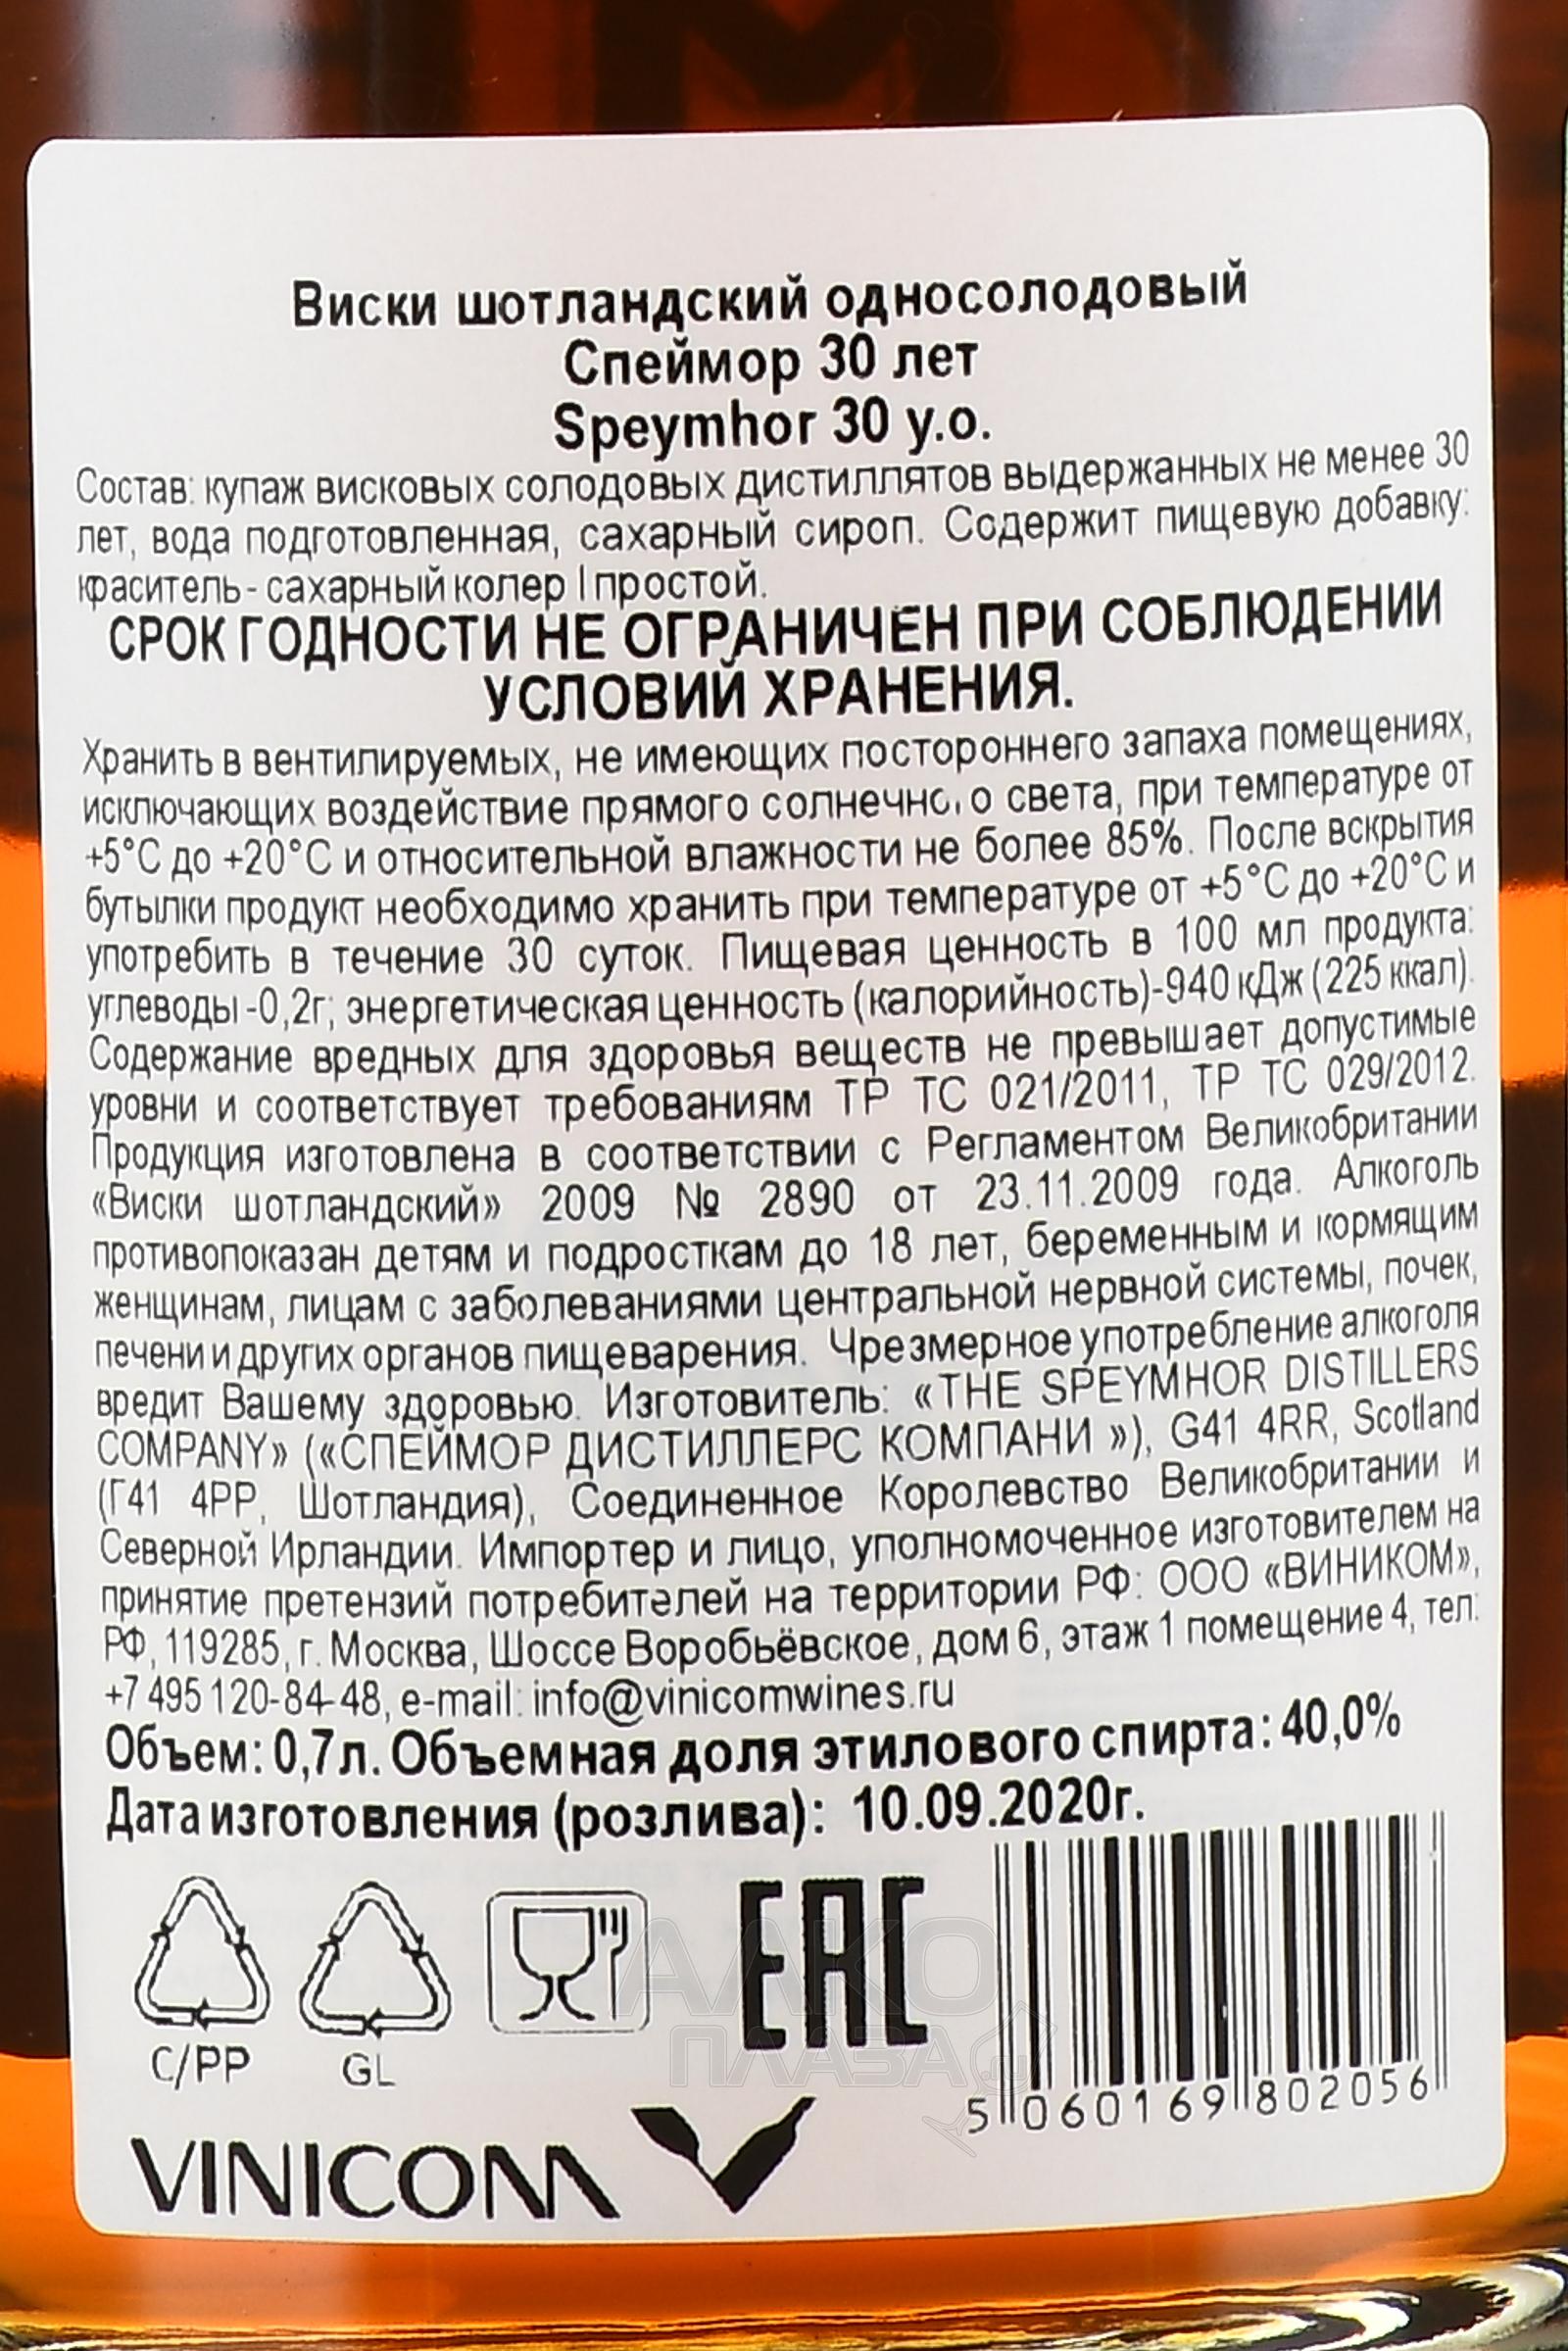 Виски шотландский односолодовый
Спеймор 30 лет
Speymhor 30 y.o.
Состав: купаж висковых солодовых дистиллятов выдержанных не менее 30
лет, вода подготовленная, сахарный сироп. Содержит пищевую добавку:
краситель - сахарный колер I простой.
СРОК ГОДНОСТИ НЕ ОГРАНИЧЕН ПРИ СОБЛЮДЕНИИ
УСЛОВИЙ ХРАНЕНИЯ.
Хранить в вентилируемых, не имеющих постороннего запаха помещениях,
исключающих воздействие прямого солнечного света, при температуре от
+5°С до +20°С и относительной влажности не более 85%. После вскрытия
бутылки продукт необходимо хранить при температуре от +5°С до +20°С и
употребить в течение 30 суток. Пищевая ценность в 100 мл продукта:
углеводы -0,2г; энергетическая ценность (калорийность)-940 кДж (225 ккал).
Содержание вредных для здоровья веществ не превышает допустимые
уровни и соответствует требованиям ТР ТС 021/2011, ТР ТС 029/2012.
Продукция изготовлена в соответствии с Регламентом Великобритании
«Виски шотландский» 2009 № 2890 от 23.11.2009 года. Алкоголь
противопоказан детям и подросткам до 18 лет, беременным и кормящим
женщинам, лицам с заболеваниями центральной нервной системы, почек,
печени и других органов пищеварения. Чрезмерное употребление алкоголя
вредит Вашему здоровью. Изготовитель: «THE SPEYMHOR DISTILLERS
COMPANY» («СПЕЙМОР ДИСТИЛЛЕРС КОМПАНИ »), G41 4RR, Scotland
(Г41 4РР, Шотландия), Соединенное Королевство Великобритании и
Северной Ирландии. Импортер и лицо, уполномоченное изготовителем на
принятие претензий потребителей на территории РФ: ООО «ВИНИКОМ»,
РФ, 119285, г. Москва, Шоссе Воробьёвское, дом 6, этаж 1 помещение 4, тел:
+7 495 120-84-48, e-mail: info@vinicomwines.ru
Объем: 0,7л. Объемная доля этилового спирта: 40,0%
Дата изготовления (розлива): 10.09.2020г.
C/PP GL EAC
АЛКО
ПЛАЗА
5 060169 802056
VINICOM